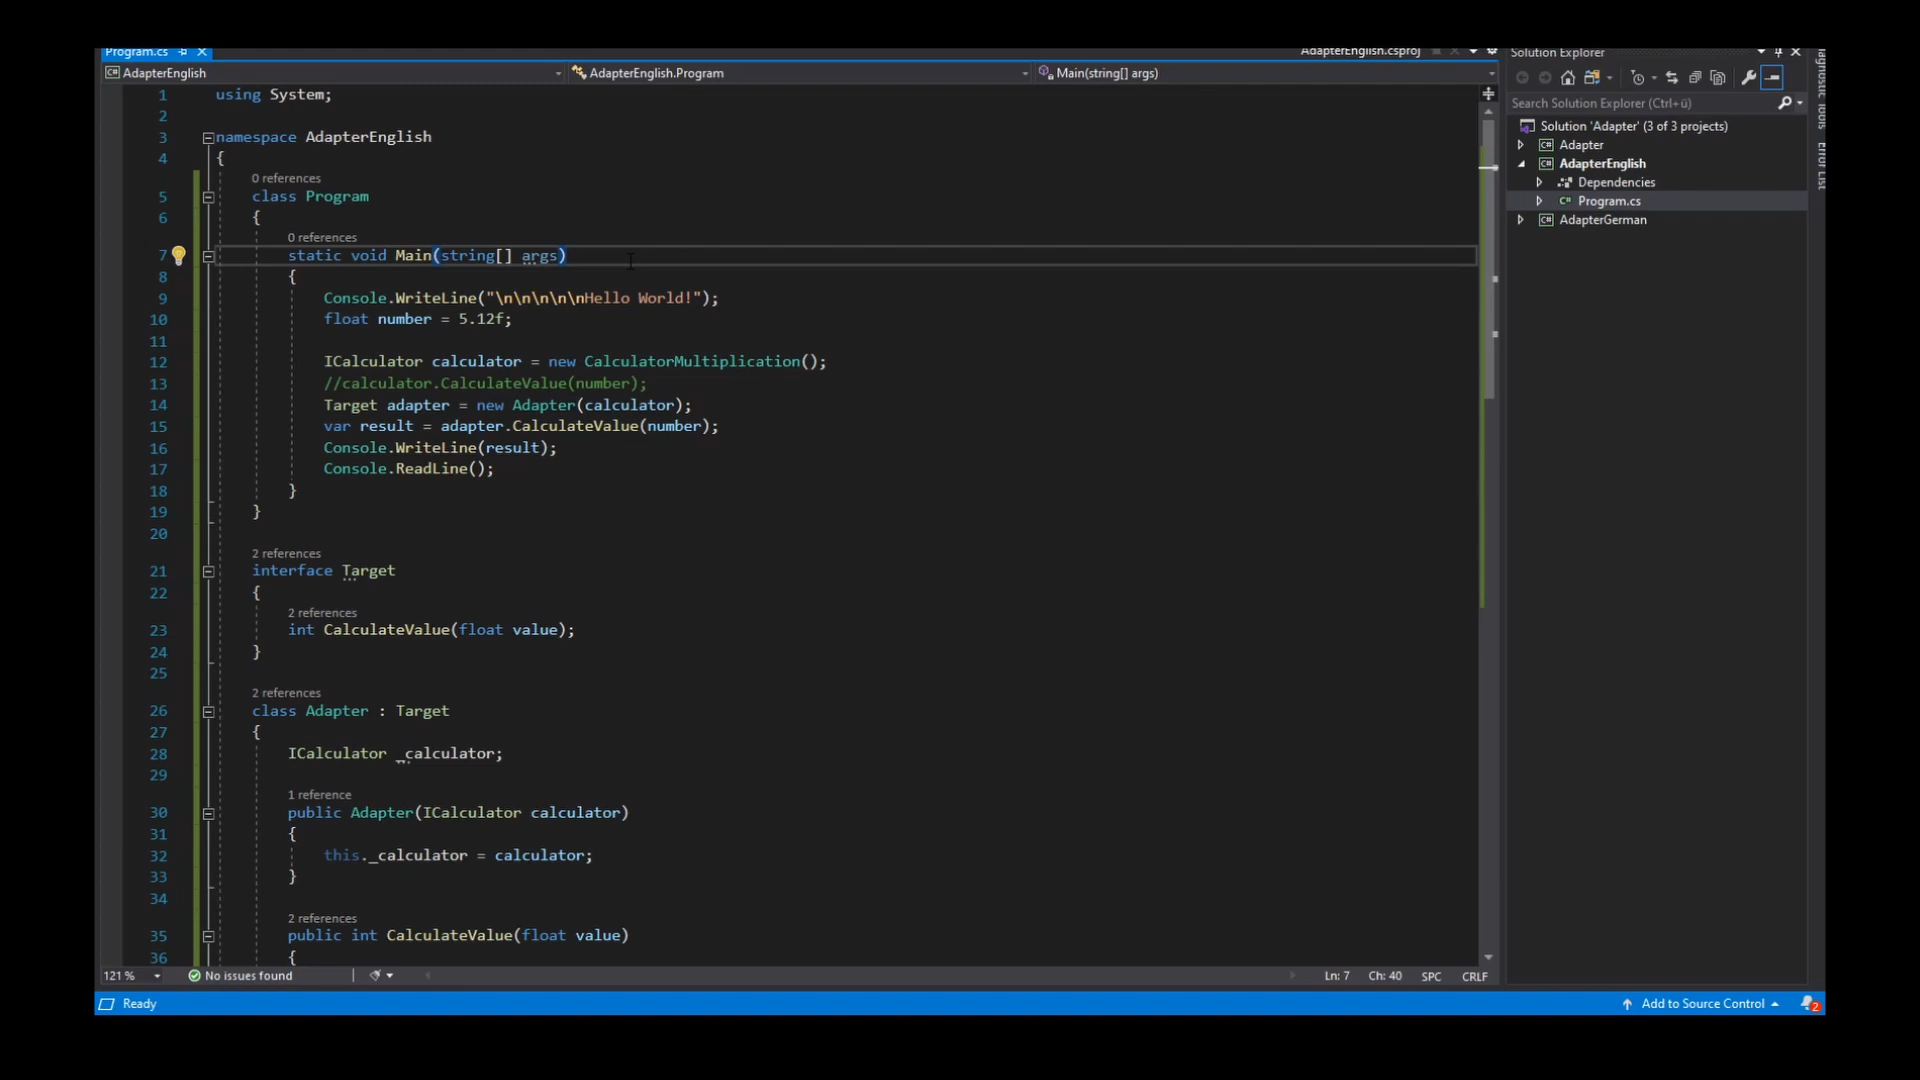 Program.cs
AdapterEnglish.csproj
Solution Explorer
AdapterEnglish
AdapterEnglish.Program
Main(string[] args)
Search Solution Explorer (Ctrl+ü)
Solution 'Adapter' (3 of 3 projects)
Adapter
AdapterEnglish
Dependencies
Program.cs
AdapterGerman
Diagnostic Tools
Error List
1 using System;
2
3 namespace AdapterEnglish
4 {
0 references
5 class Program
6 {
0 references
7 static void Main(string[] args)
8 {
9 Console.WriteLine("\n\n\n\n\nHello World!");
10 float number = 5.12f;
11
12 ICalculator calculator = new CalculatorMultiplication();
13 //calculator.CalculateValue(number);
14 Target adapter = new Adapter(calculator);
15 var result = adapter.CalculateValue(number);
16 Console.WriteLine(result);
17 Console.ReadLine();
18 }
19 }
20
2 references
21 interface Target
22 {
2 references
23 int CalculateValue(float value);
24 }
25
2 references
26 class Adapter : Target
27 {
28 ICalculator _calculator;
29
1 reference
30 public Adapter(ICalculator calculator)
31 {
32 this._calculator = calculator;
33 }
34
2 references
35 public int CalculateValue(float value)
36 {
121 %
No issues found
Ln: 7 Ch: 40 SPC CRLF
Ready
Add to Source Control
2